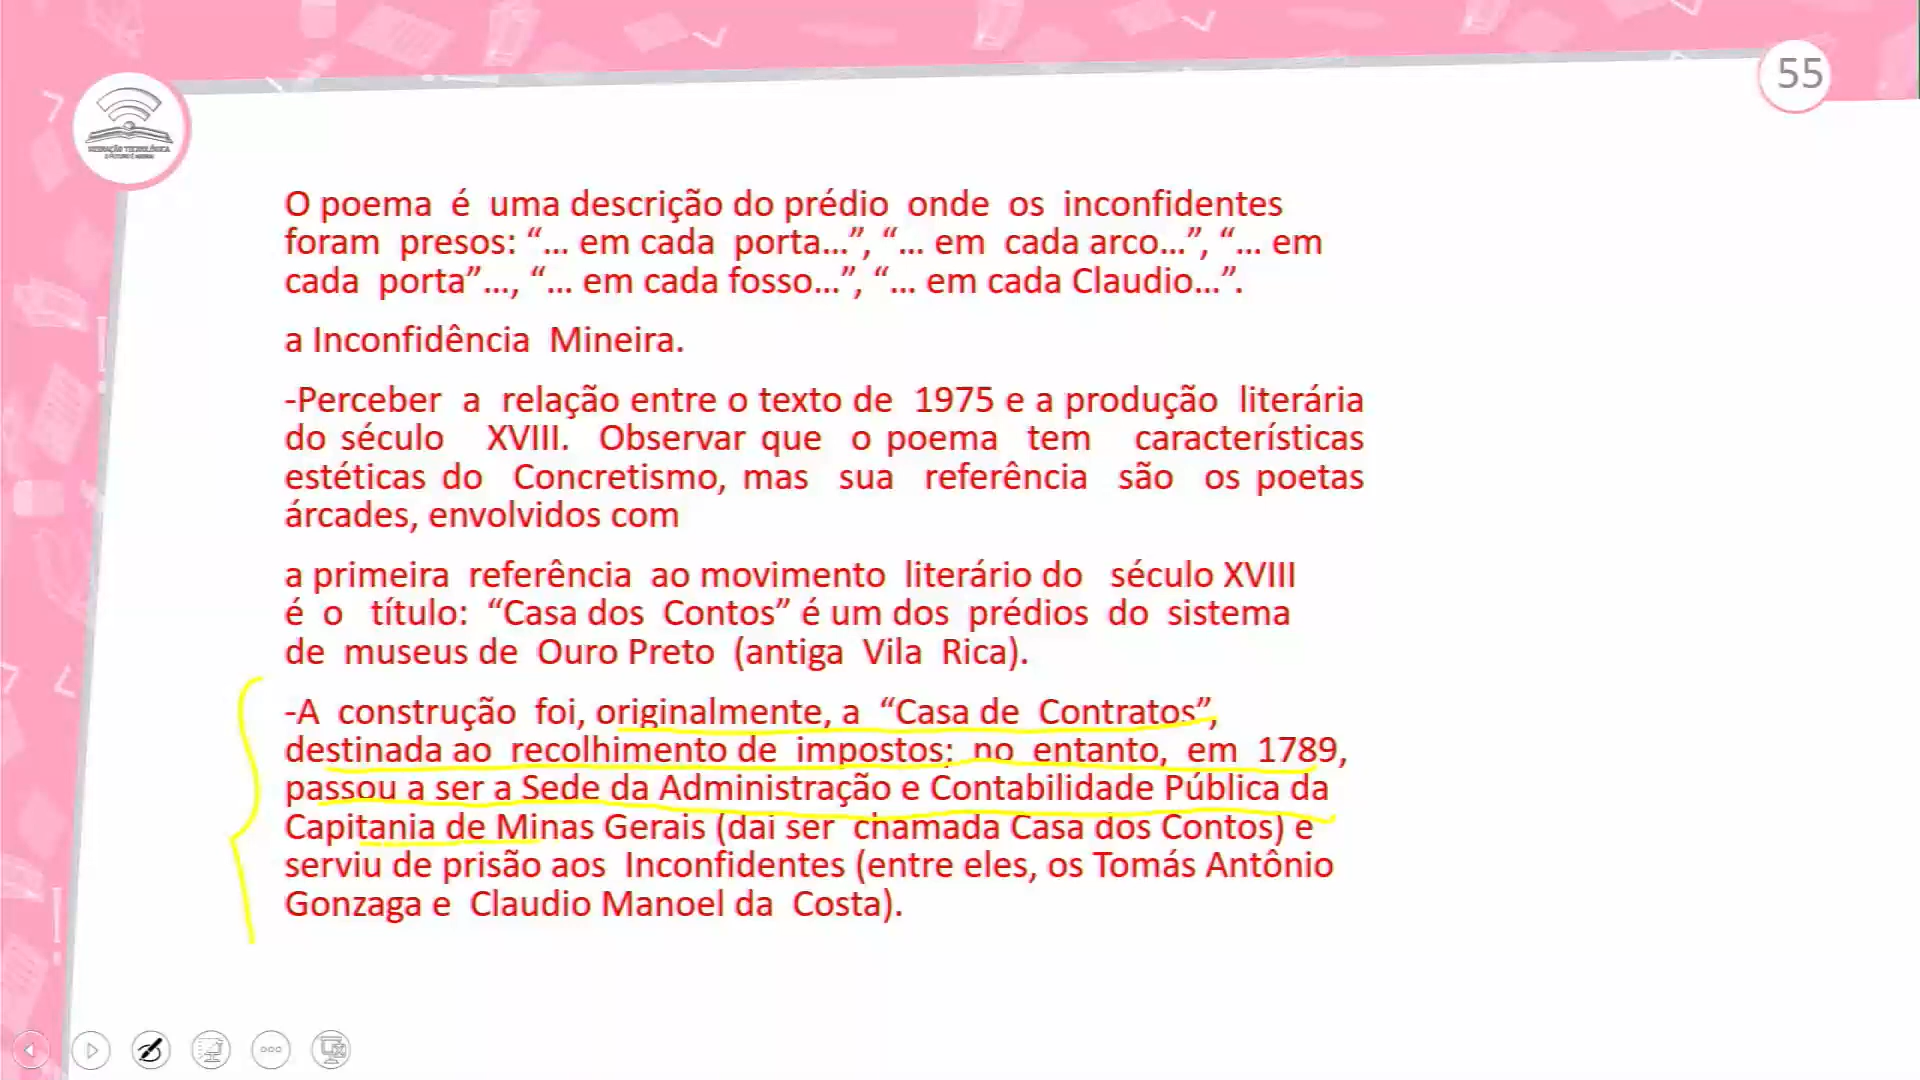 55
MEDIAÇÃO TECNOLÓGICA
O poema é uma descrição do prédio onde os inconfidentes
foram presos: “... em cada porta...”, “... em cada arco...”, “... em
cada porta”..., “... em cada fosso...”, “... em cada Claudio...”.
a Inconfidência Mineira.
-Perceber a relação entre o texto de 1975 e a produção literária
do século XVIII. Observar que o poema tem características
estéticas do Concretismo, mas sua referência são os poetas
árcades, envolvidos com
a primeira referência ao movimento literário do século XVIII
é o título: “Casa dos Contos” é um dos prédios do sistema
de museus de Ouro Preto (antiga Vila Rica).
-A construção foi, originalmente, a “Casa de Contratos”,
destinada ao recolhimento de impostos; no entanto, em 1789,
passou a ser a Sede da Administração e Contabilidade Pública da
Capitania de Minas Gerais (daí ser chamada Casa dos Contos) e
serviu de prisão aos Inconfidentes (entre eles, os Tomás Antônio
Gonzaga e Claudio Manoel da Costa).